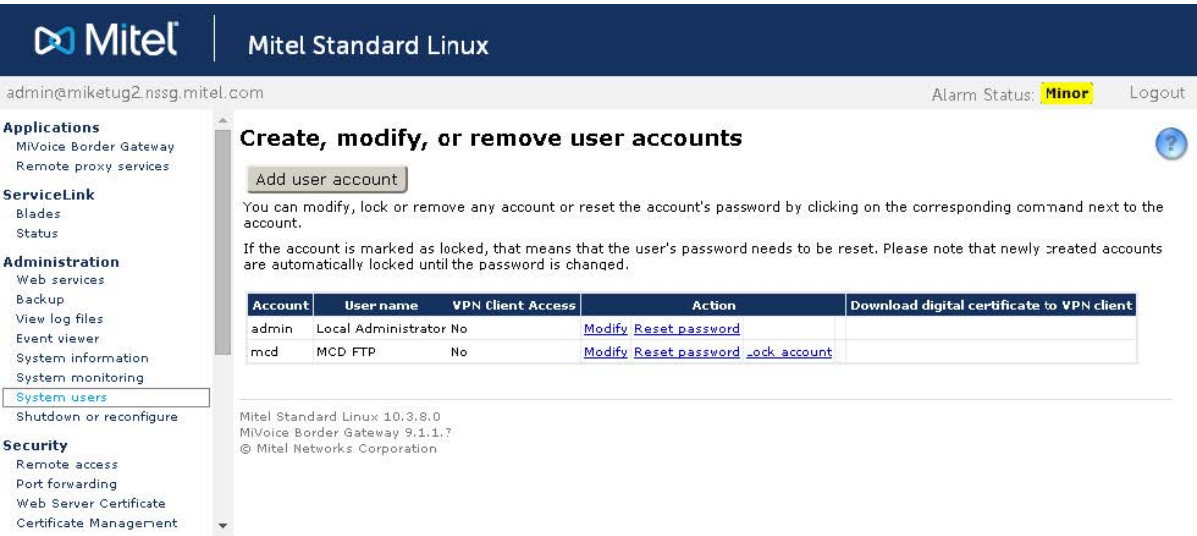 Mitel
Mitel Standard Linux
admin@miketug2.nssg.mitel.com
Alarm Status: Minor
Logout
Applications
MiVoice Border Gateway
Remote proxy services
ServiceLink
Blades
Status
Administration
Web services
Backup
View log files
Event viewer
System information
System monitoring
System users
Shutdown or reconfigure
Security
Remote access
Port forwarding
Web Server Certificate
Certificate Management
Create, modify, or remove user accounts
Add user account
You can modify, lock or remove any account or reset the account's password by clicking on the corresponding command next to the
account.
If the account is marked as locked, that means that the user's password needs to be reset. Please note that newly created accounts
are automatically locked until the password is changed.
Account User name VPN Client Access Action Download digital certificate to VPN client
admin Local Administrator No Modify Reset password
mcd MCD FTP No Modify Reset password Lock account
Mitel Standard Linux 10.3.8.0
MiVoice Border Gateway 9.1.1.?
© Mitel Networks Corporation